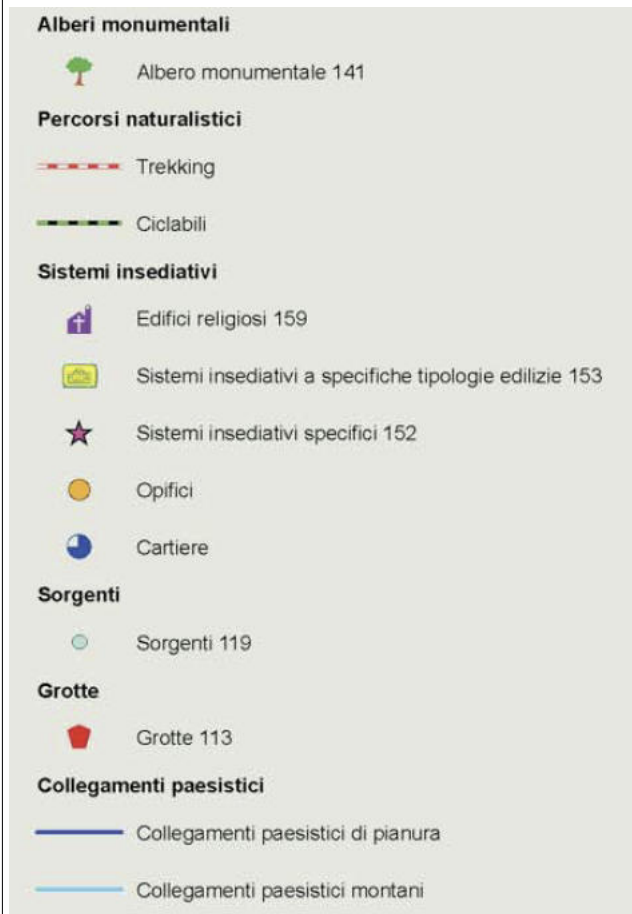 Alberi monumentali
Albero monumentale 141
Percorsi naturalistici
Trekking
Ciclabili
Sistemi insediativi
Edifici religiosi 159
Sistemi insediativi a specifiche tipologie edilizie 153
Sistemi insediativi specifici 152
Opifici
Cartiere
Sorgenti
Sorgenti 119
Grotte
Grotte 113
Collegamenti paesistici
Collegamenti paesistici di pianura
Collegamenti paesistici montani